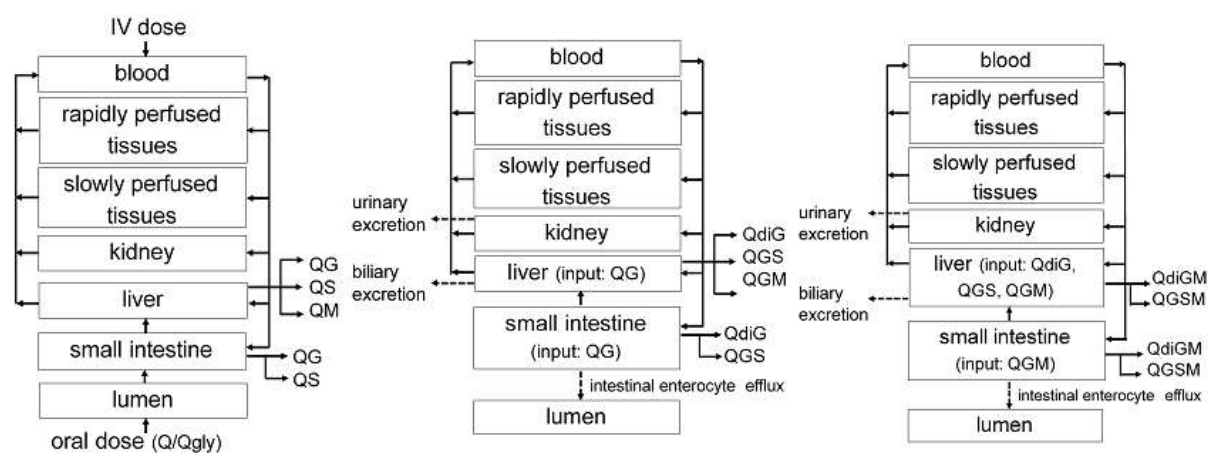 IV dose
blood
rapidly perfused
tissues
slowly perfused
tissues
kidney
QG
QS
QM
liver
small intestine
QG
QS
lumen
oral dose (Q/Qgly)
blood
rapidly perfused
tissues
slowly perfused
tissues
urinary
excretion
kidney
QdiG
QGS
QGM
biliary
excretion
liver (input: QG)
small intestine
(input: QG)
QdiG
QGS
intestinal enterocyte efflux
lumen
blood
rapidly perfused
tissues
slowly perfused
tissues
urinary
excretion
kidney
liver (input: QdiG,
QGS, QGM)
biliary
excretion
QdiGM
QGSM
small intestine
(input: QGM)
QdiGM
QGSM
intestinal enterocyte efflux
lumen